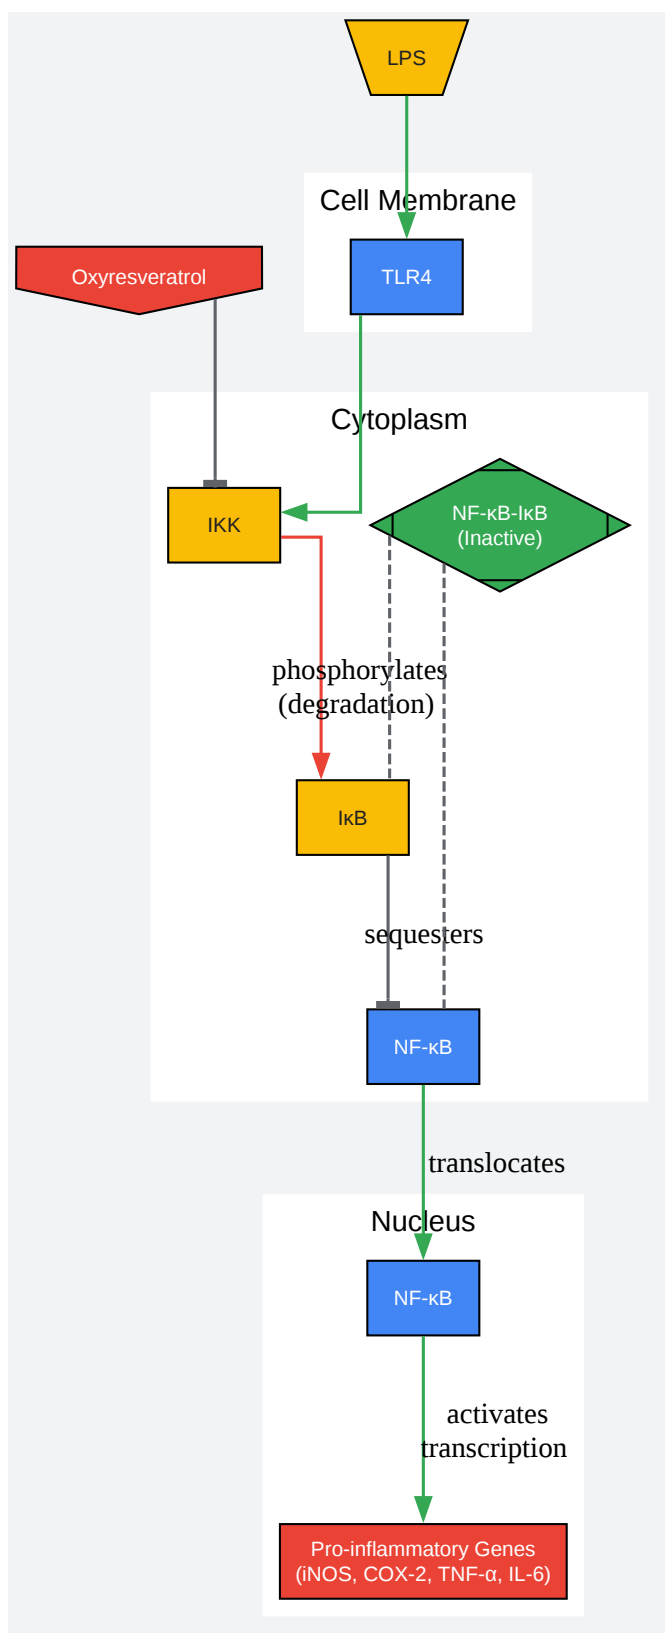 LPS
Cell Membrane
TLR4
Oxyresveratrol
Cytoplasm
IKK
NF-κB-IκB
(Inactive)
phosphorylates
(degradation)
IκB
sequesters
NF-κB
translocates
Nucleus
NF-κB
activates
transcription
Pro-inflammatory Genes
(iNOS, COX-2, TNF-α, IL-6)